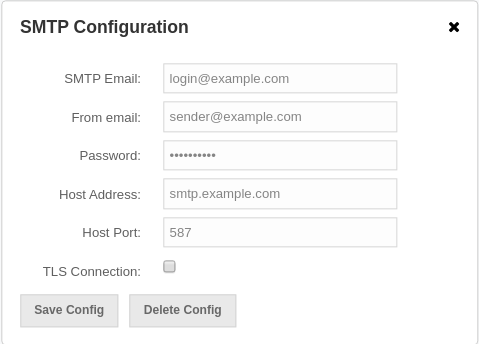 SMTP Configuration
SMTP Email: login@example.com
From email: sender@example.com
Password: ••••••••••
Host Address: smtp.example.com
Host Port: 587
TLS Connection:
Save Config Delete Config